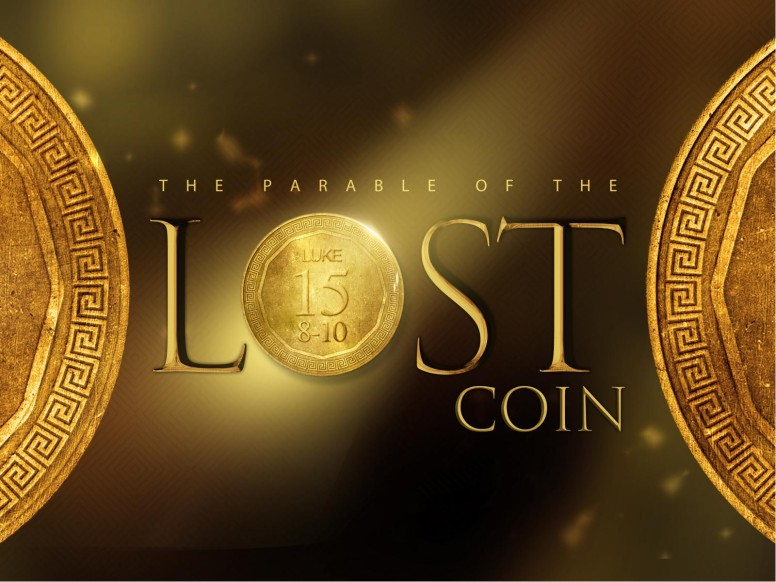 THE PARABLE OF THE
LOST
LUKE
15
8-10
COIN